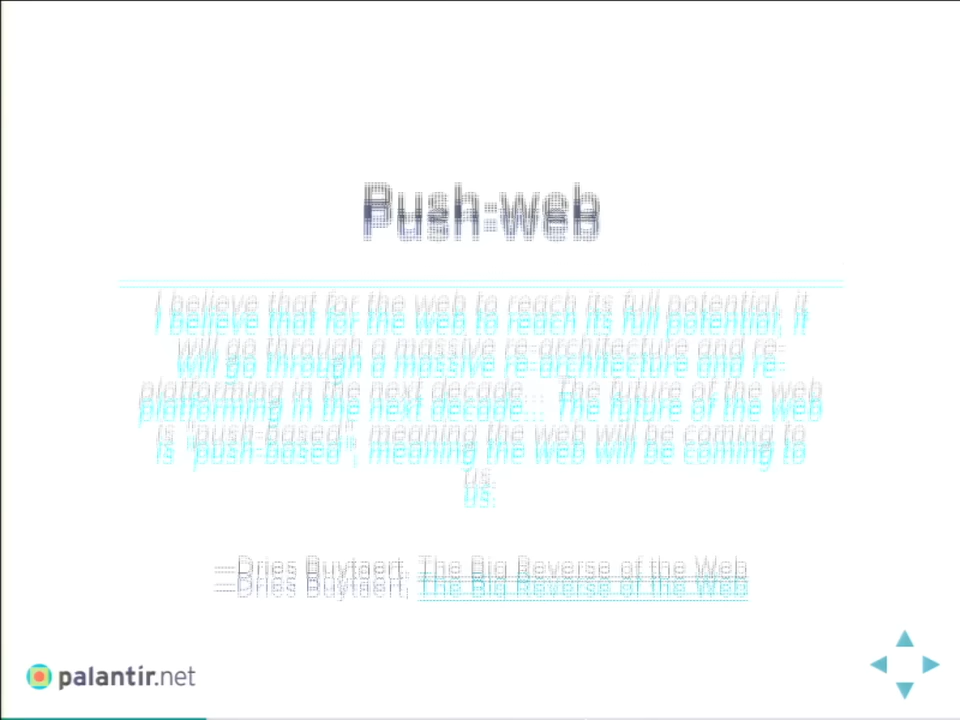 Push-web
I believe that for the web to reach its full potential, it
will go through a massive re-architecture and re-
platforming in the next decade... The future of the web
is "push-based", meaning the web will be coming to
us.
—Dries Buytaert, The Big Reverse of the Web
palantir.net